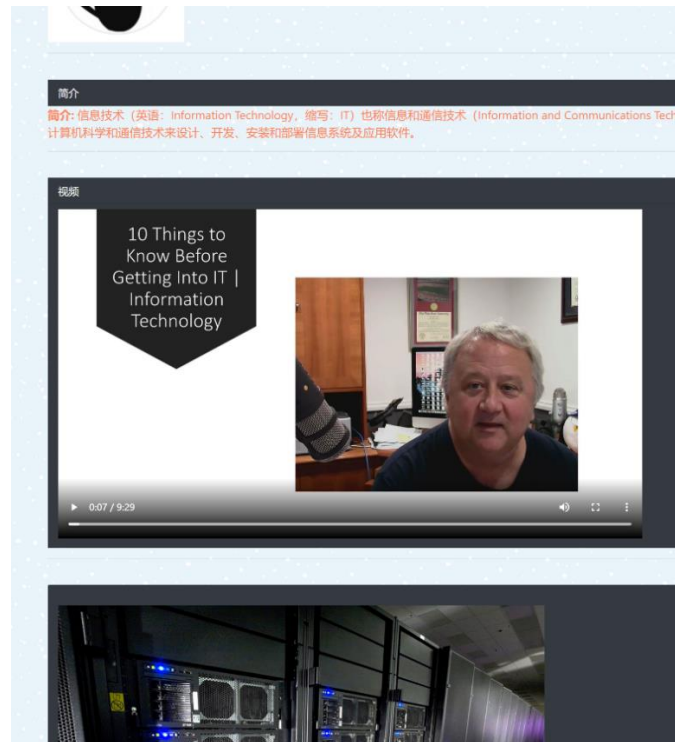 简介
简介: 信息技术（英语：Information Technology，缩写：IT）也称信息和通信技术（Information and Communications Tech
计算机科学和通信技术来设计、开发、安装和部署信息系统及应用软件。
视频
10 Things to
Know Before
Getting Into IT |
Information
Technology
0:07 / 9:29